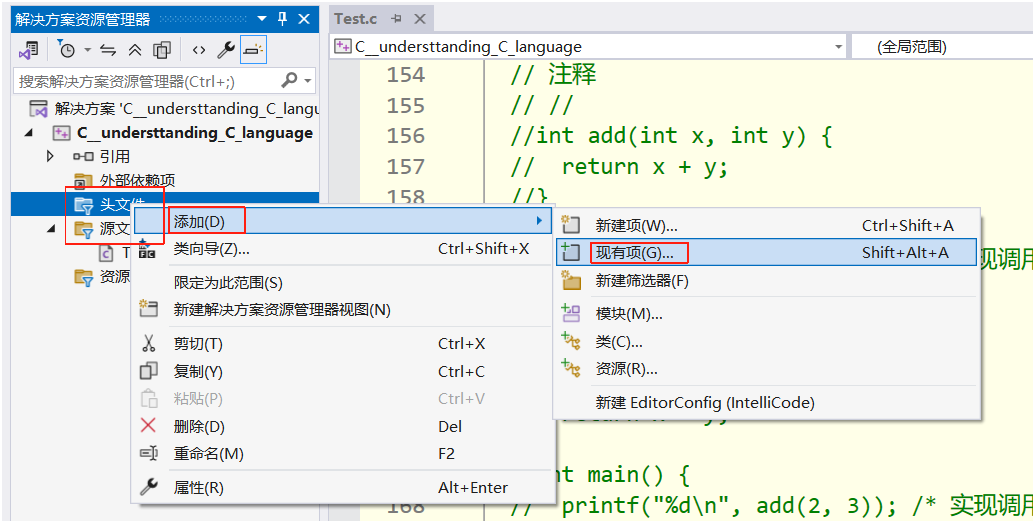 解决方案资源管理器
搜索解决方案资源管理器(Ctrl+;)
解决方案 'C__understtanding_C_langu
C__understtanding_C_language
引用
外部依赖项
头文件
源文
T
资源
添加(D)
类向导(Z)... Ctrl+Shift+X
限定为此范围(S)
新建解决方案资源管理器视图(N)
剪切(T) Ctrl+X
复制(Y) Ctrl+C
粘贴(P) Ctrl+V
删除(D) Del
重命名(M) F2
属性(R) Alt+Enter
新建项(W)... Ctrl+Shift+A
现有项(G)... Shift+Alt+A
新建筛选器(F)
模块(M)...
类(C)...
资源(R)...
新建 EditorConfig (IntelliCode)
Test.c
C__understtanding_C_language (全局范围)
154 // 注释
155 // //
156 //int add(int x, int y) {
157 // return x + y;
158 //}
现调用
nt main() {
168 // printf("%d\n", add(2, 3)); /* 实现调用